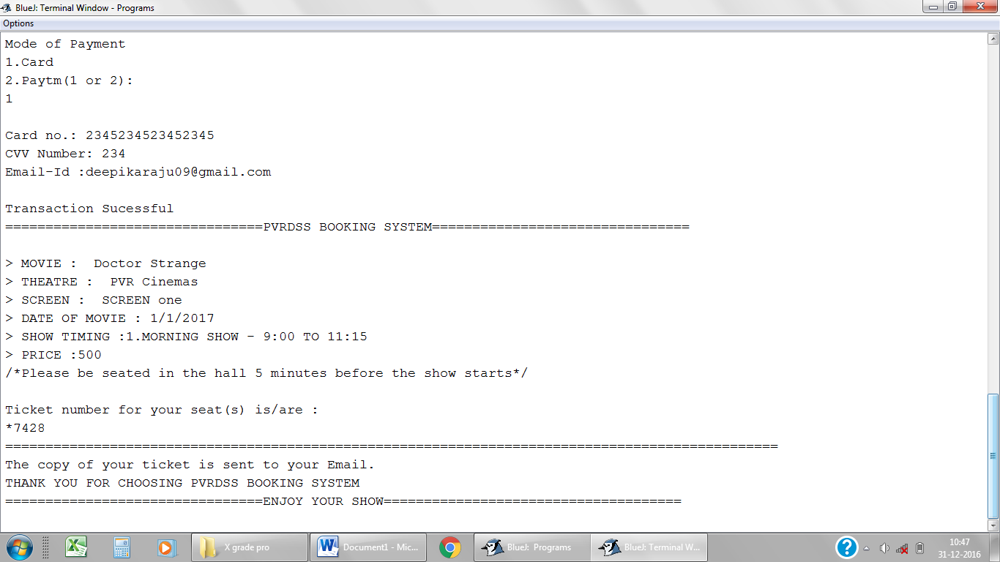 BlueJ: Terminal Window - Programs
Options
Mode of Payment
1.Card
2.Paytm(1 or 2):
1
Card no.: 2345234523452345
CVV Number: 234
Email-Id :deepikaraju09@gmail.com
Transaction Sucessful
================================PVRDSS BOOKING SYSTEM================================
> MOVIE :  Doctor Strange
> THEATRE :  PVR Cinemas
> SCREEN :  SCREEN one
> DATE OF MOVIE : 1/1/2017
> SHOW TIMING :1.MORNING SHOW - 9:00 TO 11:15
> PRICE :500
/*Please be seated in the hall 5 minutes before the show starts*/
Ticket number for your seat(s) is/are :
*7428
================================================================================================
The copy of your ticket is sent to your Email.
THANK YOU FOR CHOOSING PVRDSS BOOKING SYSTEM
================================ENJOY YOUR SHOW=====================================
X grade pro
Document1 - Mic...
BlueJ: Programs
BlueJ: Terminal W...
10:47
31-12-2016